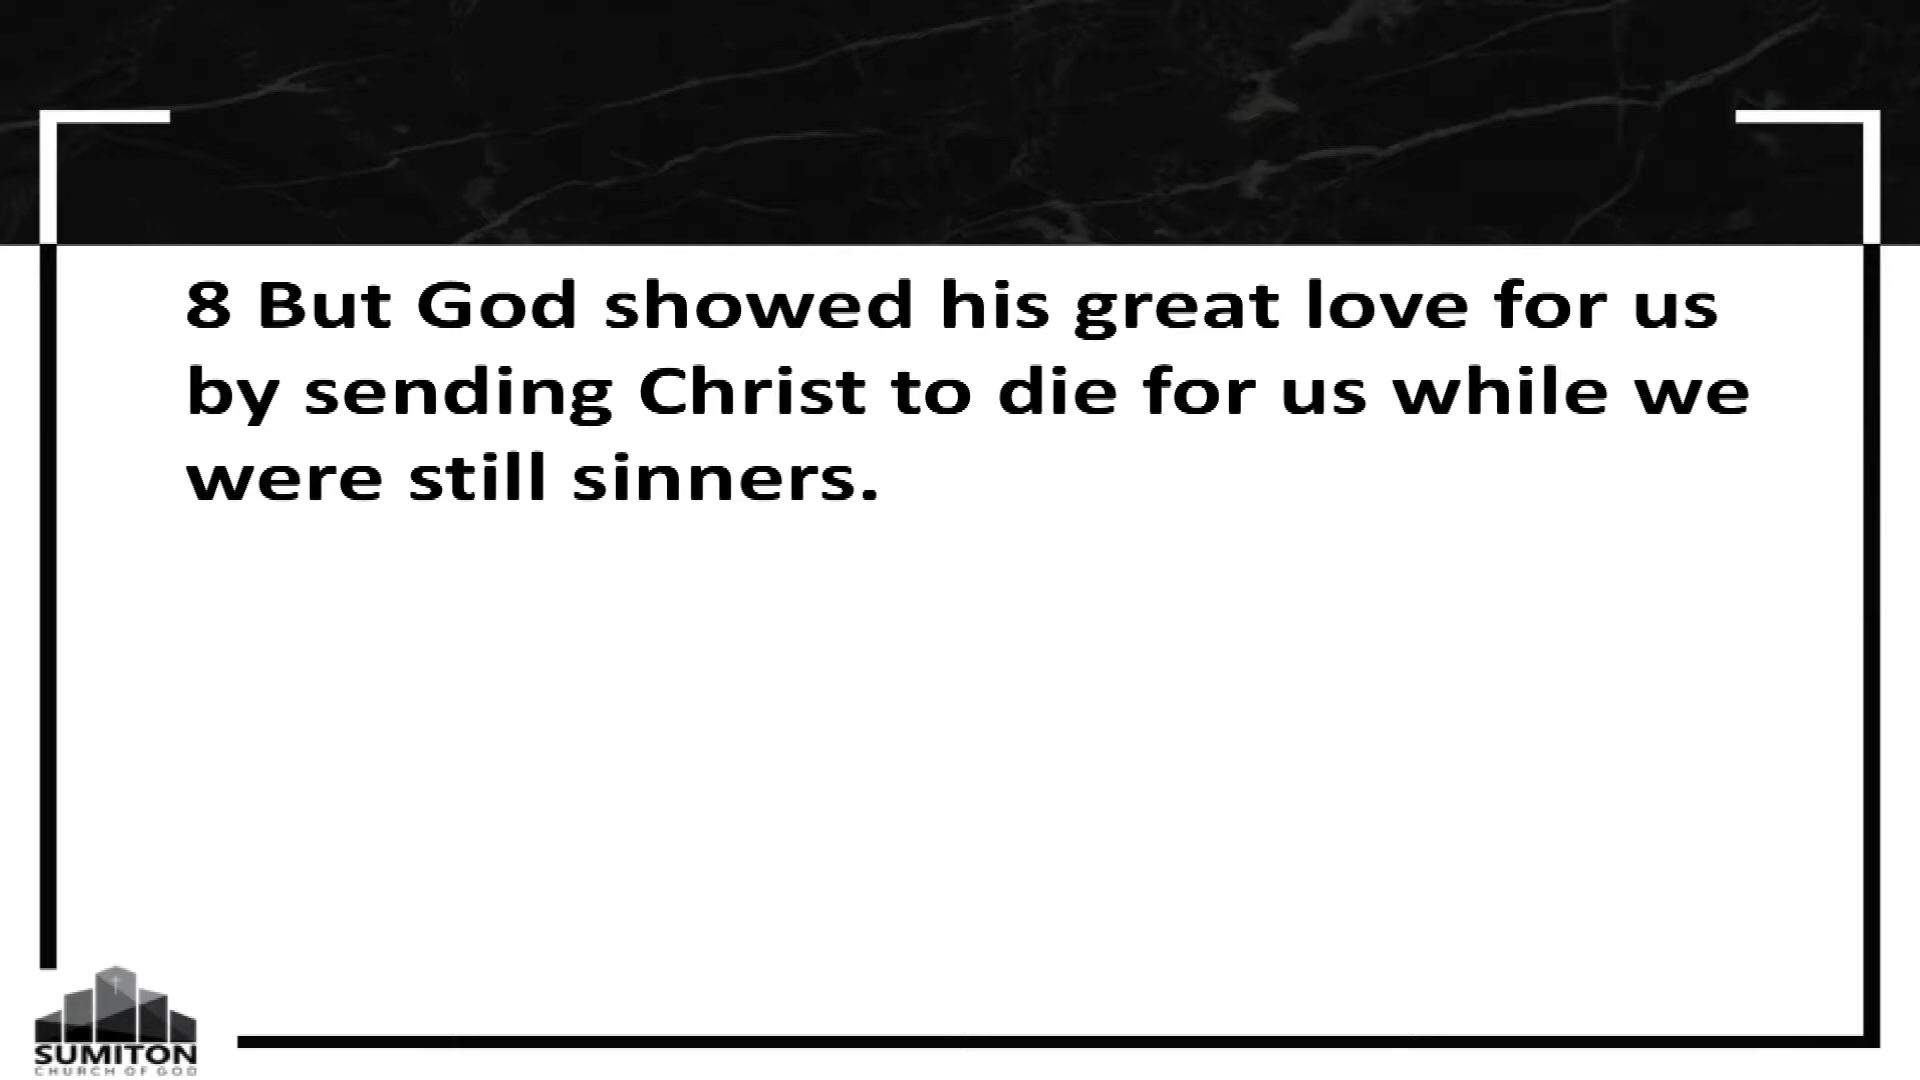 8 But God showed his great love for us
by sending Christ to die for us while we
were still sinners.
SUMITON
CHURCH OF GOD